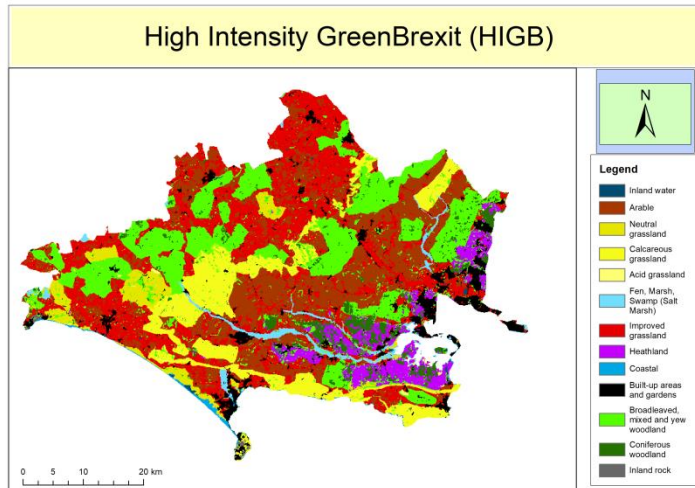 High Intensity GreenBrexit (HIGB)
N
Legend
Inland water
Arable
Neutral
grassland
Calcareous
grassland
Acid grassland
Fen, Marsh,
Swamp (Salt
Marsh)
Improved
grassland
Heathland
Coastal
Built-up areas
and gardens
Broadleaved,
mixed and yew
woodland
Coniferous
woodland
Inland rock
0 5 10 20 km